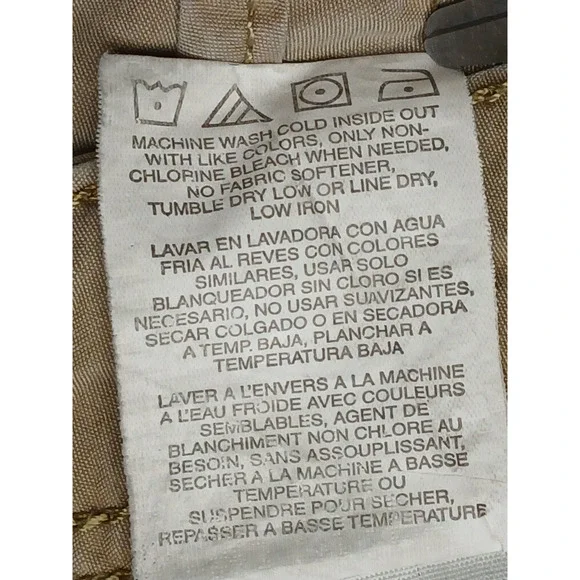 MACHINE WASH COLD INSIDE OUT
WITH LIKE COLORS, ONLY NON-
CHLORINE BLEACH WHEN NEEDED,
NO FABRIC SOFTENER,
TUMBLE DRY LOW OR LINE DRY,
LOW IRON
LAVAR EN LAVADORA CON AGUA
FRIA AL REVES CON COLORES
SIMILARES, USAR SOLO
BLANQUEADOR SIN CLORO SI ES
NECESARIO, NO USAR SUAVIZANTES,
SECAR COLGADO O EN SECADORA
A TEMP. BAJA, PLANCHAR A
TEMPERATURA BAJA
LAVER A L'ENVERS A LA MACHINE
A L'EAU FROIDE AVEC COULEURS
SEMBLABLES, AGENT DE
BLANCHIMENT NON CHLORE AU
BESOIN, SANS ASSOUPLISSANT,
SECHER A LA MACHINE A BASSE
TEMPERATURE OU
SUSPENDRE POUR SECHER,
REPASSER A BASSE TEMPERATURE